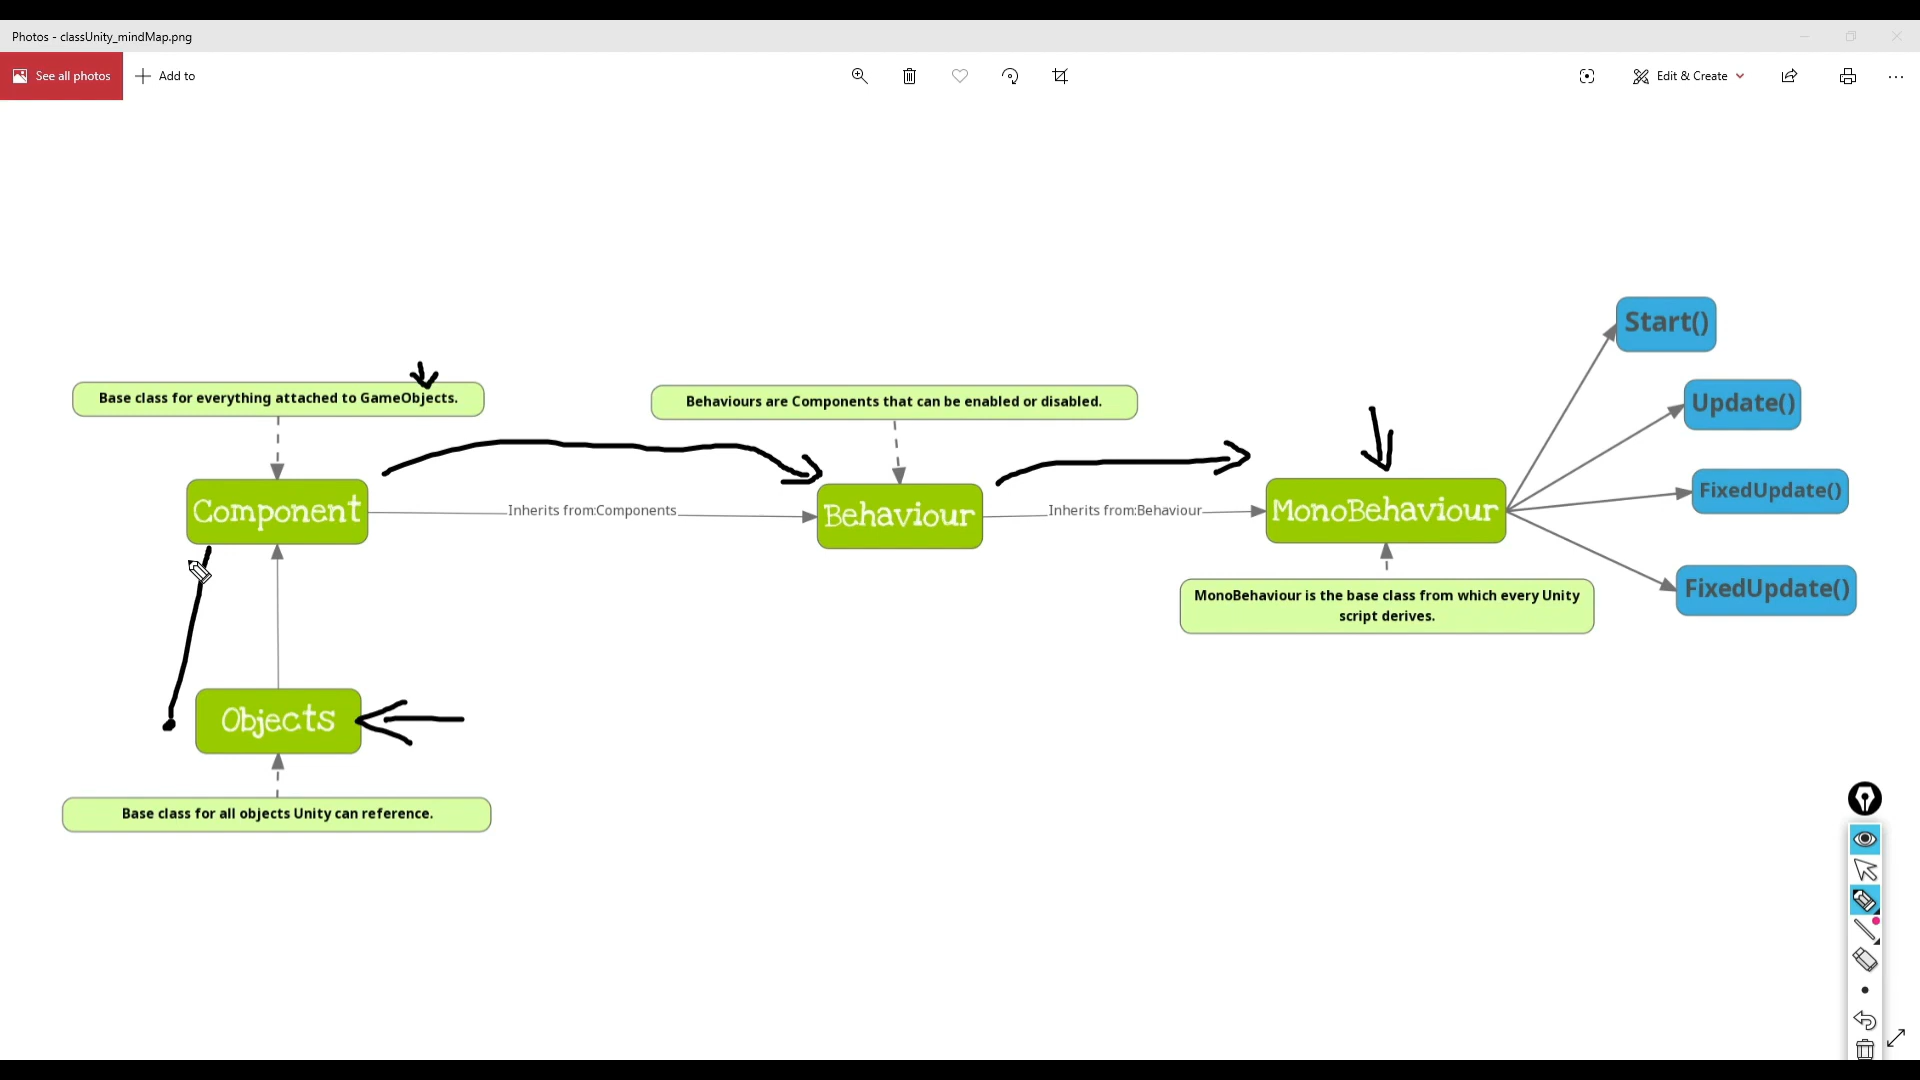 Photos - classUnity_mindMap.png
See all photos
Add to
Edit & Create
Start()
Base class for everything attached to GameObjects.
Behaviours are Components that can be enabled or disabled.
Update()
Component
Inherits from:Components
Behaviour
Inherits from:Behaviour
MonoBehaviour
FixedUpdate()
MonoBehaviour is the base class from which every Unity
script derives.
FixedUpdate()
Objects
Base class for all objects Unity can reference.